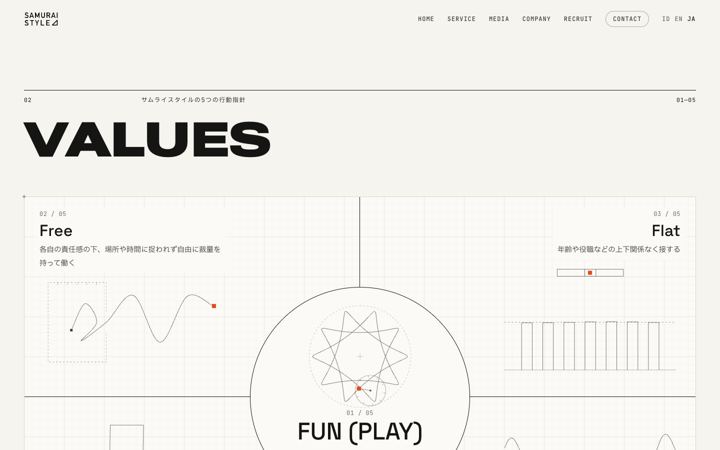 SAMURAI
STYLE
HOME SERVICE MEDIA COMPANY RECRUIT CONTACT ID EN JA
02 サムライスタイルの5つの行動指針 01—05
VALUES
02 / 05
Free
各自の責任感の下、場所や時間に捉われず自由に裁量を
持って働く
03 / 05
Flat
年齢や役職などの上下関係なく接する
01 / 05
FUN (PLAY)